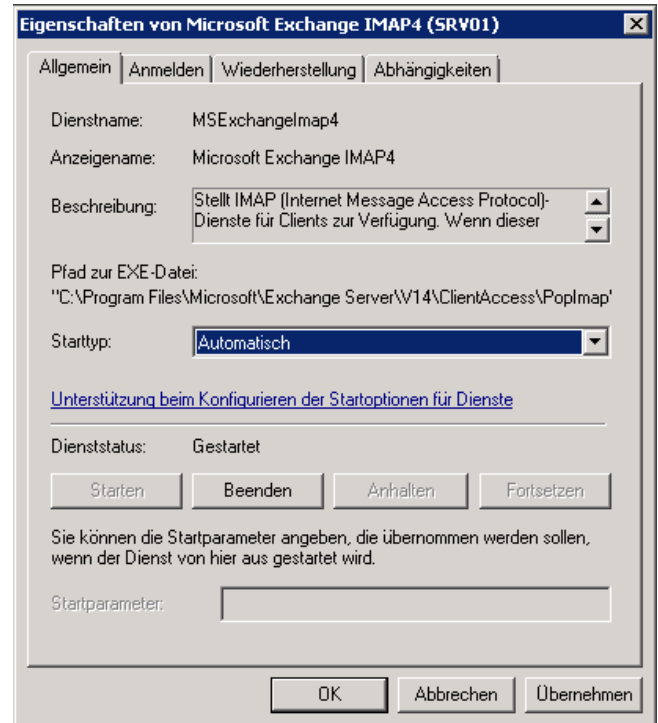 Eigenschaften von Microsoft Exchange IMAP4 (SRV01)
Allgemein Anmelden Wiederherstellung Abhängigkeiten
Dienstname: MSExchangeImap4
Anzeigename: Microsoft Exchange IMAP4
Beschreibung: Stellt IMAP (Internet Message Access Protocol)-
Dienste für Clients zur Verfügung. Wenn dieser
Pfad zur EXE-Datei:
"C:\Program Files\Microsoft\Exchange Server\V14\ClientAccess\PopImap'
Starttyp: Automatisch
Unterstützung beim Konfigurieren der Startoptionen für Dienste
Dienststatus: Gestartet
Starten Beenden Anhalten Fortsetzen
Sie können die Startparameter angeben, die übernommen werden sollen,
wenn der Dienst von hier aus gestartet wird.
Startparameter:
OK Abbrechen Übernehmen